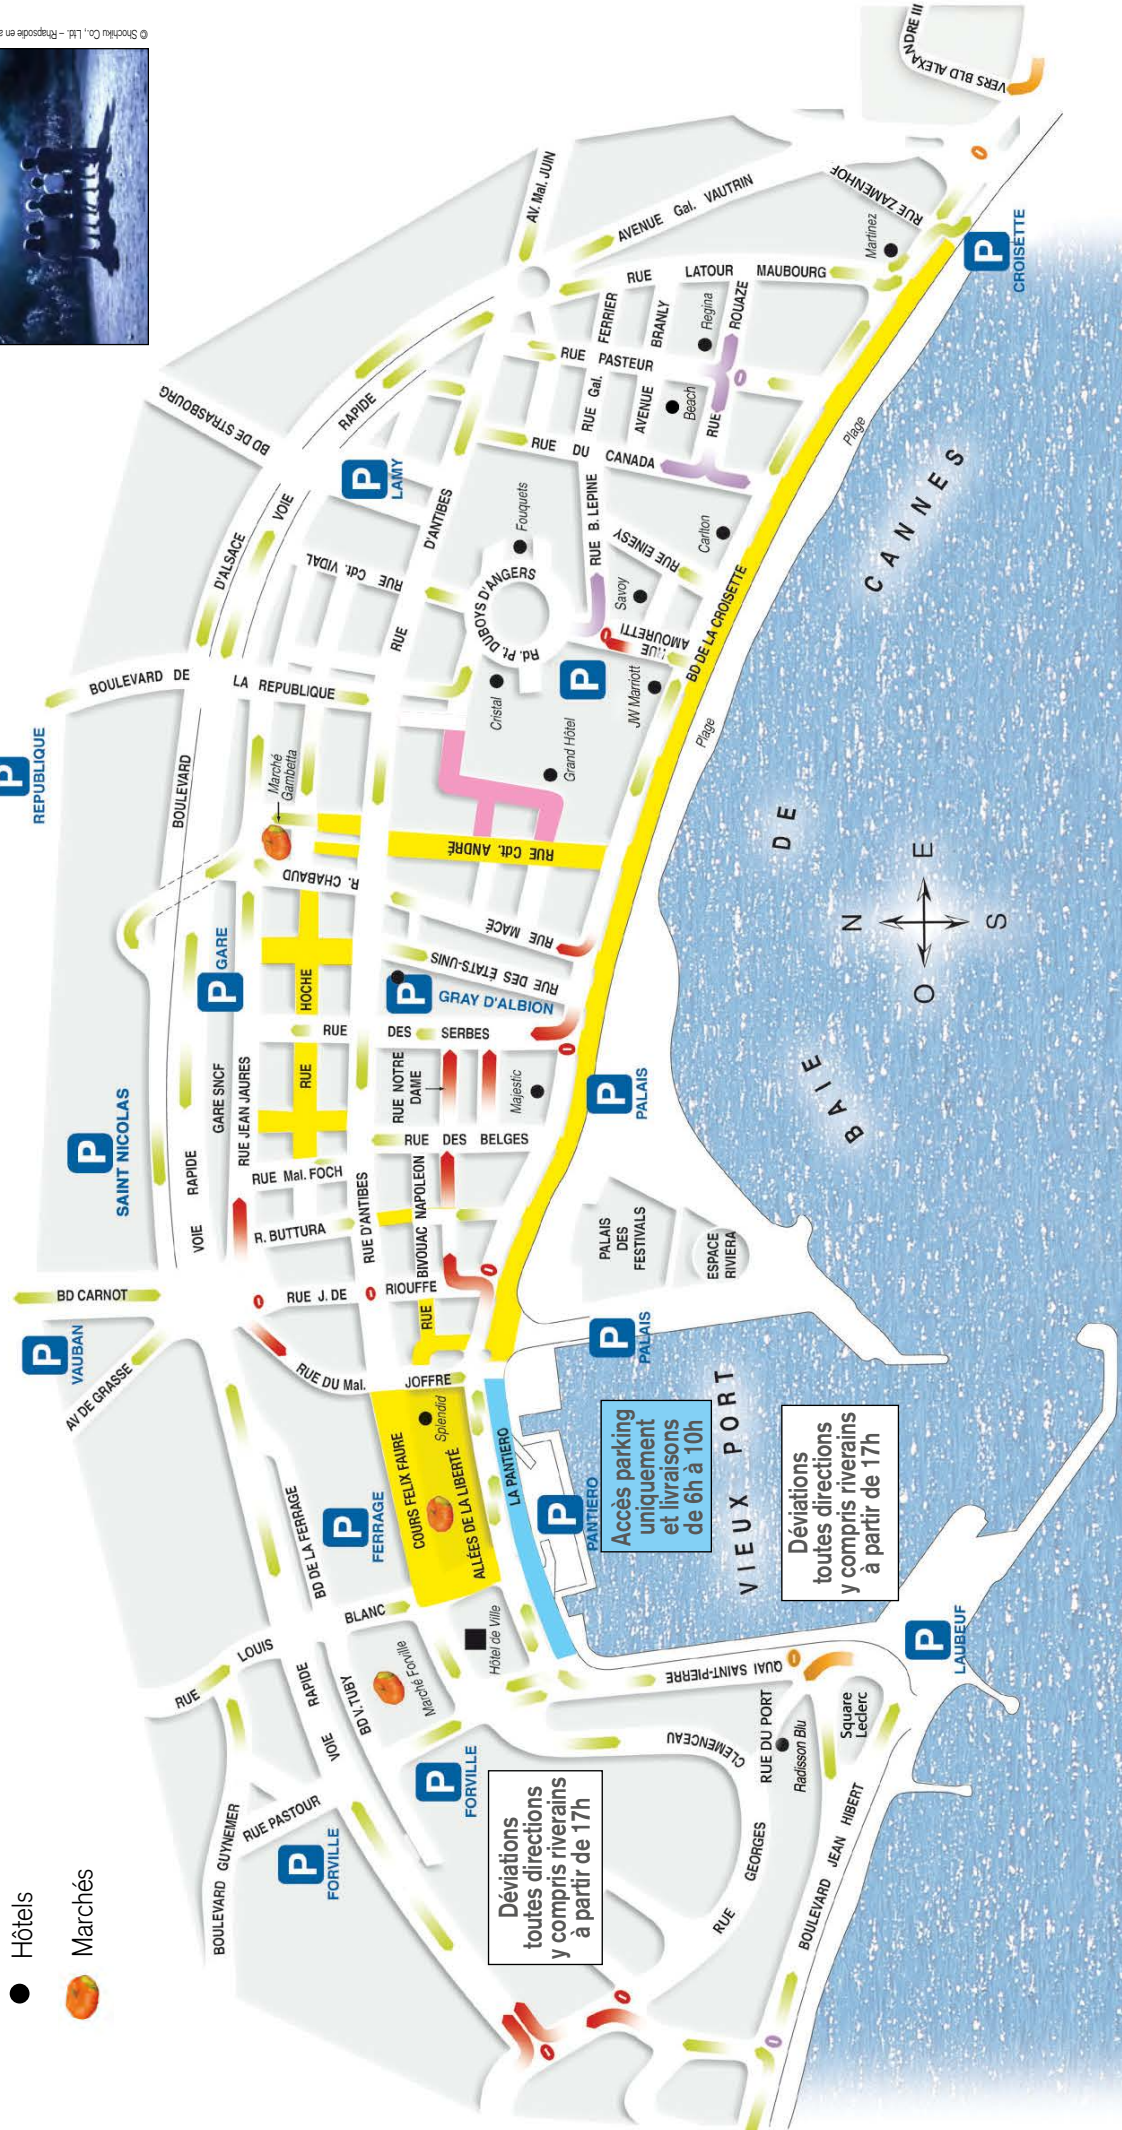 © Shochiku Co., Ltd. – Rhapsodie en a
Hôtels
Marchés
P
REPUBLIQUE
P
SAINT NICOLAS
P
VAUBAN
P
GARE
P
LAMY
P
FERRAGE
P
FORVILLE
P
FORVILLE
P
GRAY D'ALBION
P
P
CROISETTE
P
PALAIS
P
PALAIS
P
PANTIERO
P
LAUBEUF
BD CARNOT
AV DE GRASSE
BD DE STRASBOURG
BOULEVARD DE
LA REPUBLIQUE
BOULEVARD
D'ALSACE
VOIE
RAPIDE
VOIE
RAPIDE
GARE SNCF
RUE JEAN JAURES
Marché
Gambetta
R. CHABAUD
HOCHE
RUE
RUE Cdt. VIDAL
RUE
D'ANTIBES
AV. Mal. JUIN
AVENUE Gal. VAUTRIN
RUE
LATOUR
MAUBOURG
RUE ZAMENHOF
Martinez
VERS BLD ALEXANDRE III
RUE PASTEUR
RUE Gal. FERRIER
AVENUE
BRANLY
Regina
Beach
RUE
ROUAZE
RUE DU CANADA
RUE B. LEPINE
RUE EINESY
Carlton
Savoy
RUE
AMOURETTI
JW Marriott
Fouquets
Rd. Pt. DUBOYS D'ANGERS
Cristal
Grand Hôtel
BD DE LA CROISETTE
Plage
Plage
RUE Cdt. ANDRÉ
RUE MACÉ
RUE DES ÉTATS-UNIS
RUE
DES
SERBES
RUE NOTRE
DAME
Majestic
RUE DES BELGES
RUE Mal. FOCH
R. BUTTURA
RUE D'ANTIBES
RUE
BIVOUAC NAPOLEON
RUE J. DE
RIOUFFE
RUE DU Mal.
JOFFRE
COURS FELIX FAURE
Splendid
ALLÉES DE LA LIBERTÉ
LA PANTIERO
PALAIS
DES
FESTIVALS
ESPACE
RIVIERA
BD DE LA FERRAGE
RUE
LOUIS
BLANC
VOIE
RAPIDE
BD V. TUBY
Marché Forville
Hôtel de Ville
BOULEVARD GUYNEMER
RUE PASTOUR
QUAI SAINT-PIERRE
RUE DU PORT
Radisson Blu
Square
Leclerc
RUE
GEORGES
CLEMENCEAU
BOULEVARD JEAN HIBERT
Accès parking
uniquement
et livraisons
de 6h à 10h
Déviations
toutes directions
y compris riverains
à partir de 17h
Déviations
toutes directions
y compris riverains
à partir de 17h
VIEUX PORT
BAIE
DE
CANNES
N
E
S
O